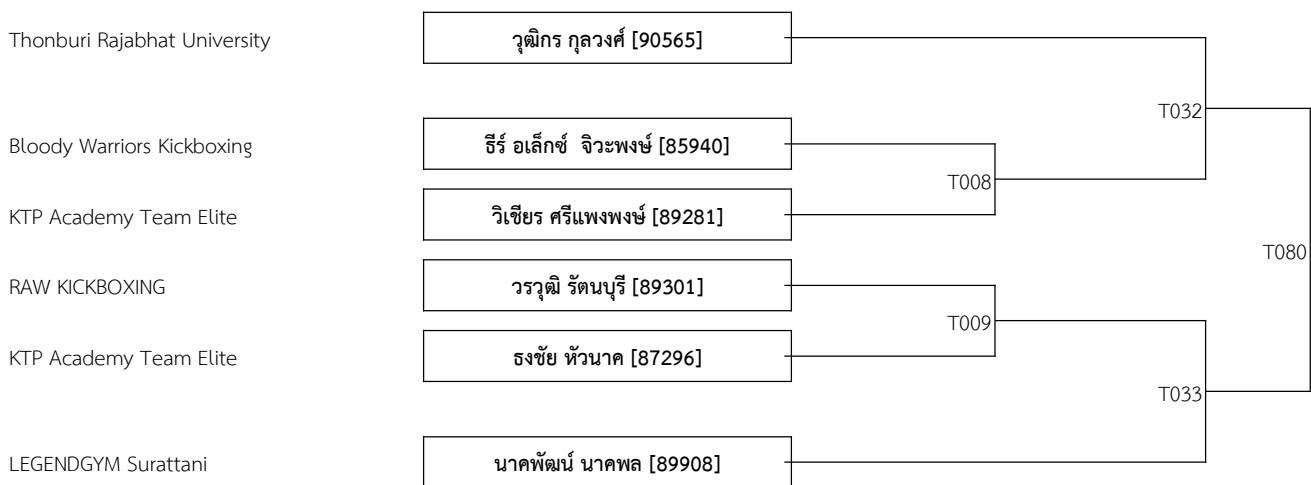 Thonburi Rajabhat University วุฒิกร กุลวงศ์ [90565]
T032
Bloody Warriors Kickboxing ธีร์ อเล็กซ์ จิวะพงษ์ [85940]
T008
KTP Academy Team Elite วิเชียร ศรีแพงพงษ์ [89281]
T080
RAW KICKBOXING วรวุฒิ รัตนบุรี [89301]
T009
KTP Academy Team Elite ธงชัย หัวนาค [87296]
T033
LEGENDGYM Surattani นาคพัฒน์ นาคพล [89908]